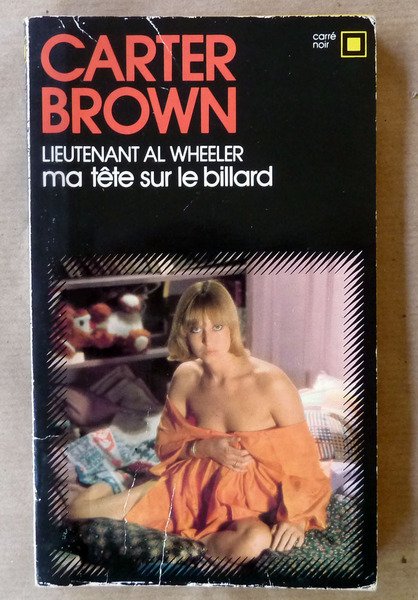 CARTER
BROWN
carré
noir
LIEUTENANT AL WHEELER
ma tête sur le billard